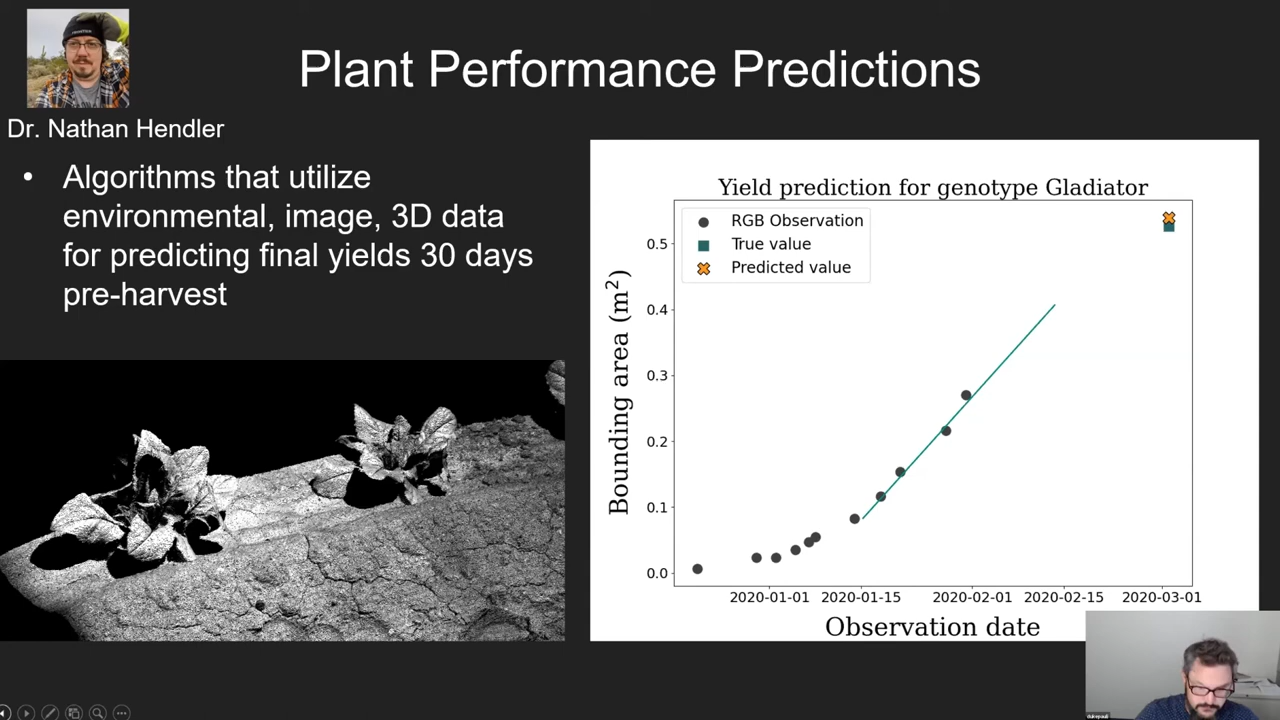 Plant Performance Predictions
Dr. Nathan Hendler
• Algorithms that utilize
environmental, image, 3D data
for predicting final yields 30 days
pre-harvest
Yield prediction for genotype Gladiator
RGB Observation
True value
Predicted value
Bounding area (m²)
0.5
0.4
0.3
0.2
0.1
0.0
2020-01-01 2020-01-15 2020-02-01 2020-02-15 2020-03-01
Observation date